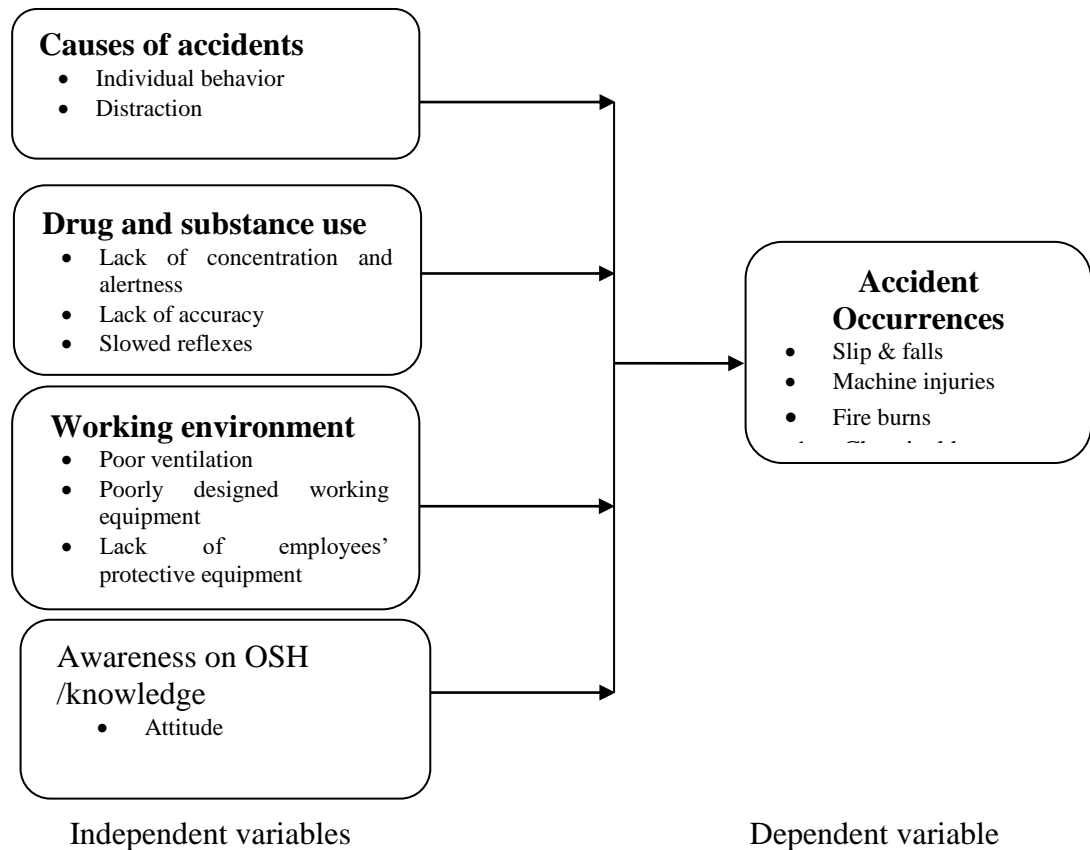 Causes of accidents
• Individual behavior
• Distraction
Drug and substance use
• Lack of concentration and
alertness
• Lack of accuracy
• Slowed reflexes
Working environment
• Poor ventilation
• Poorly designed working
equipment
• Lack of employees’
protective equipment
Awareness on OSH
/knowledge
• Attitude
Accident
Occurrences
• Slip & falls
• Machine injuries
• Fire burns
Independent variables
Dependent variable